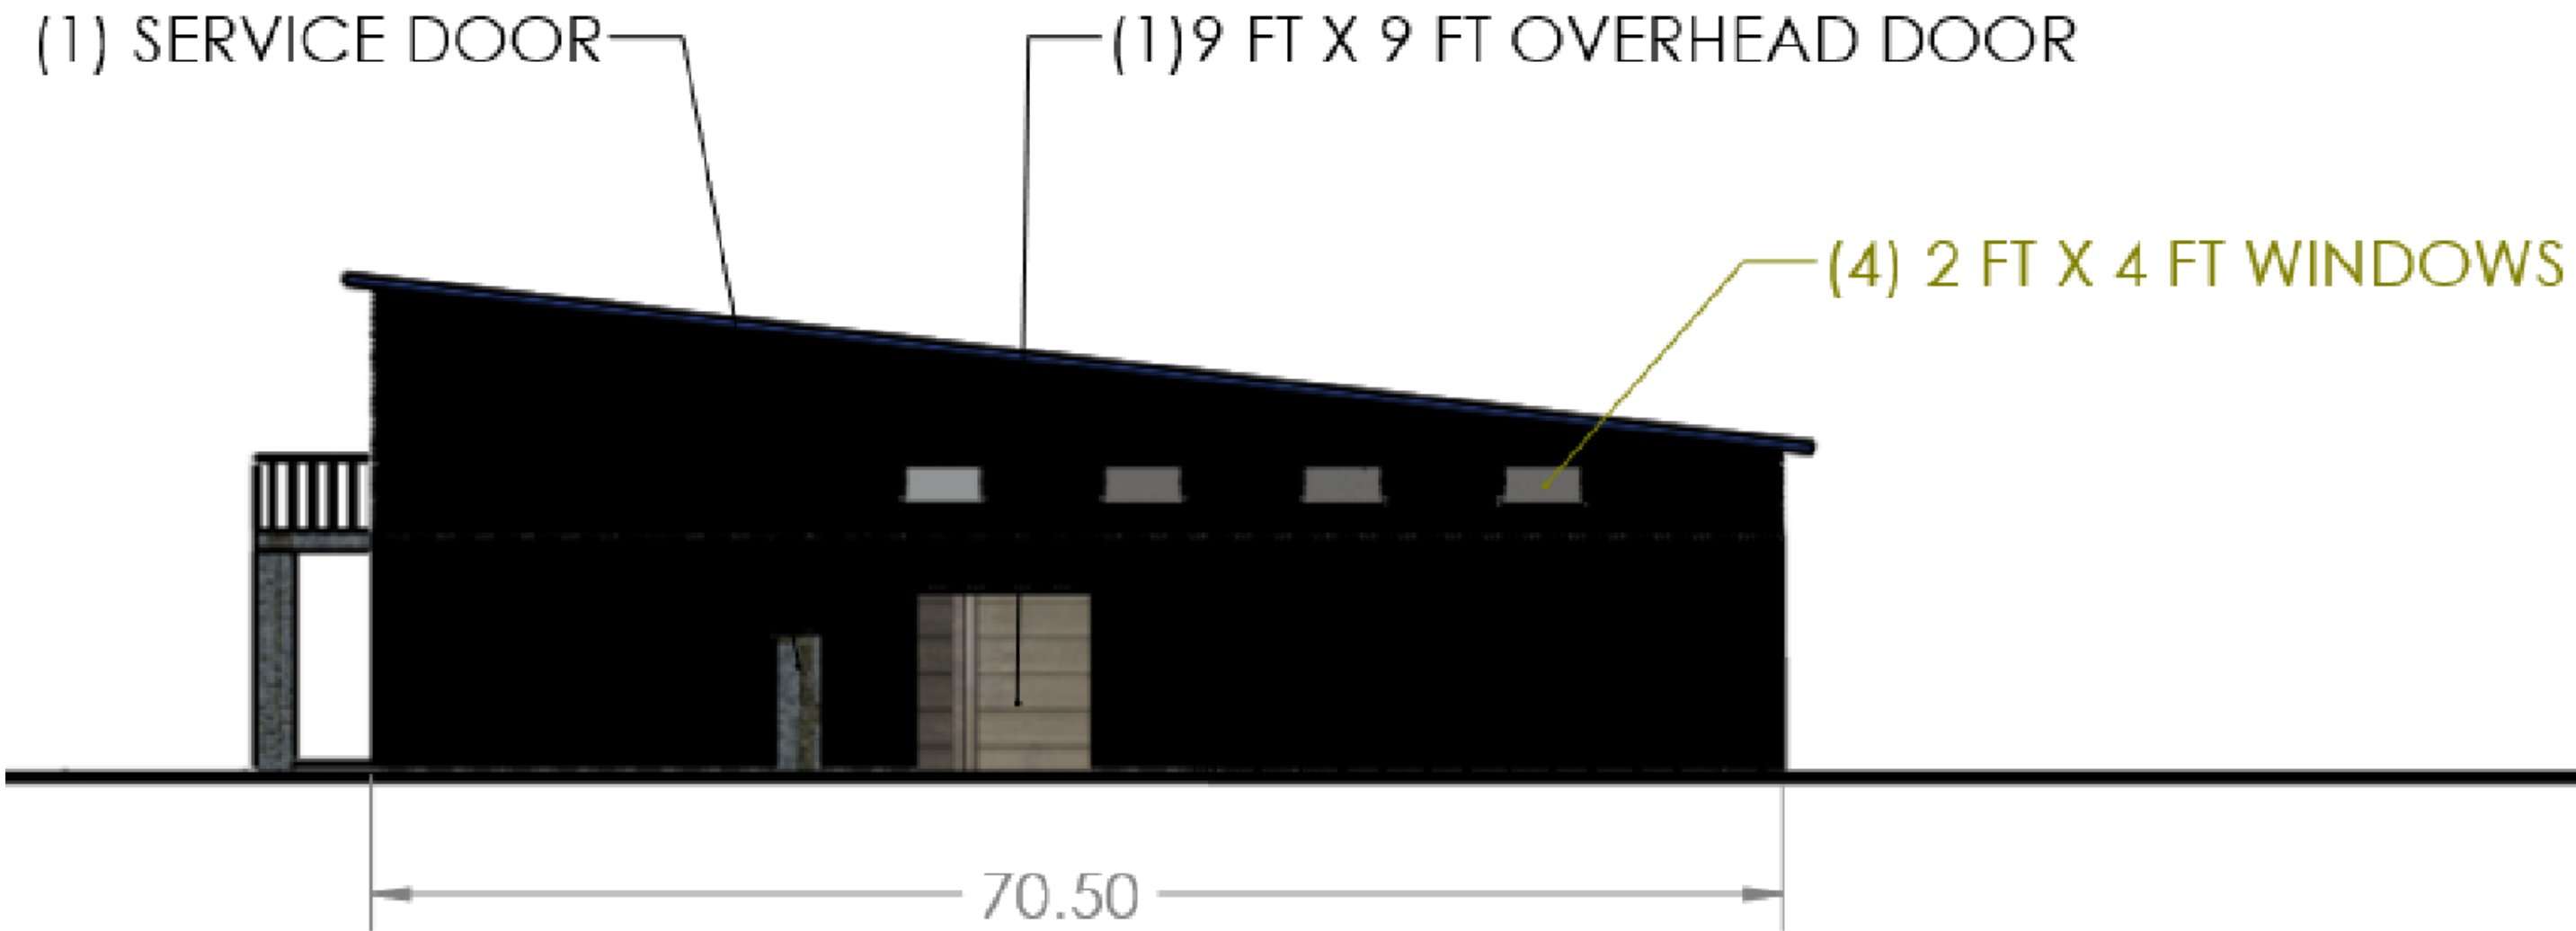 (1) SERVICE DOOR
(1)9 FT X 9 FT OVERHEAD DOOR
(4) 2 FT X 4 FT WINDOWS
70.50